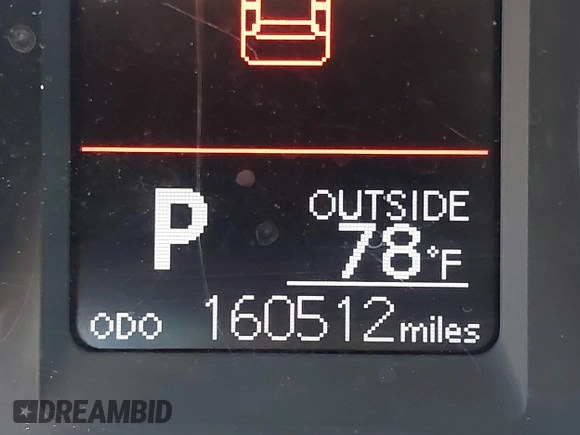 P
OUTSIDE
78°F
ODO 160512 miles
DREAMBID